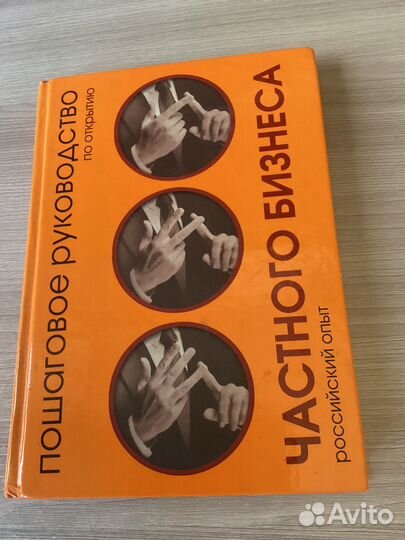 пошаговое руководство
по открытию
ЧАСТНОГО БИЗНЕСА
российский опыт
Avito